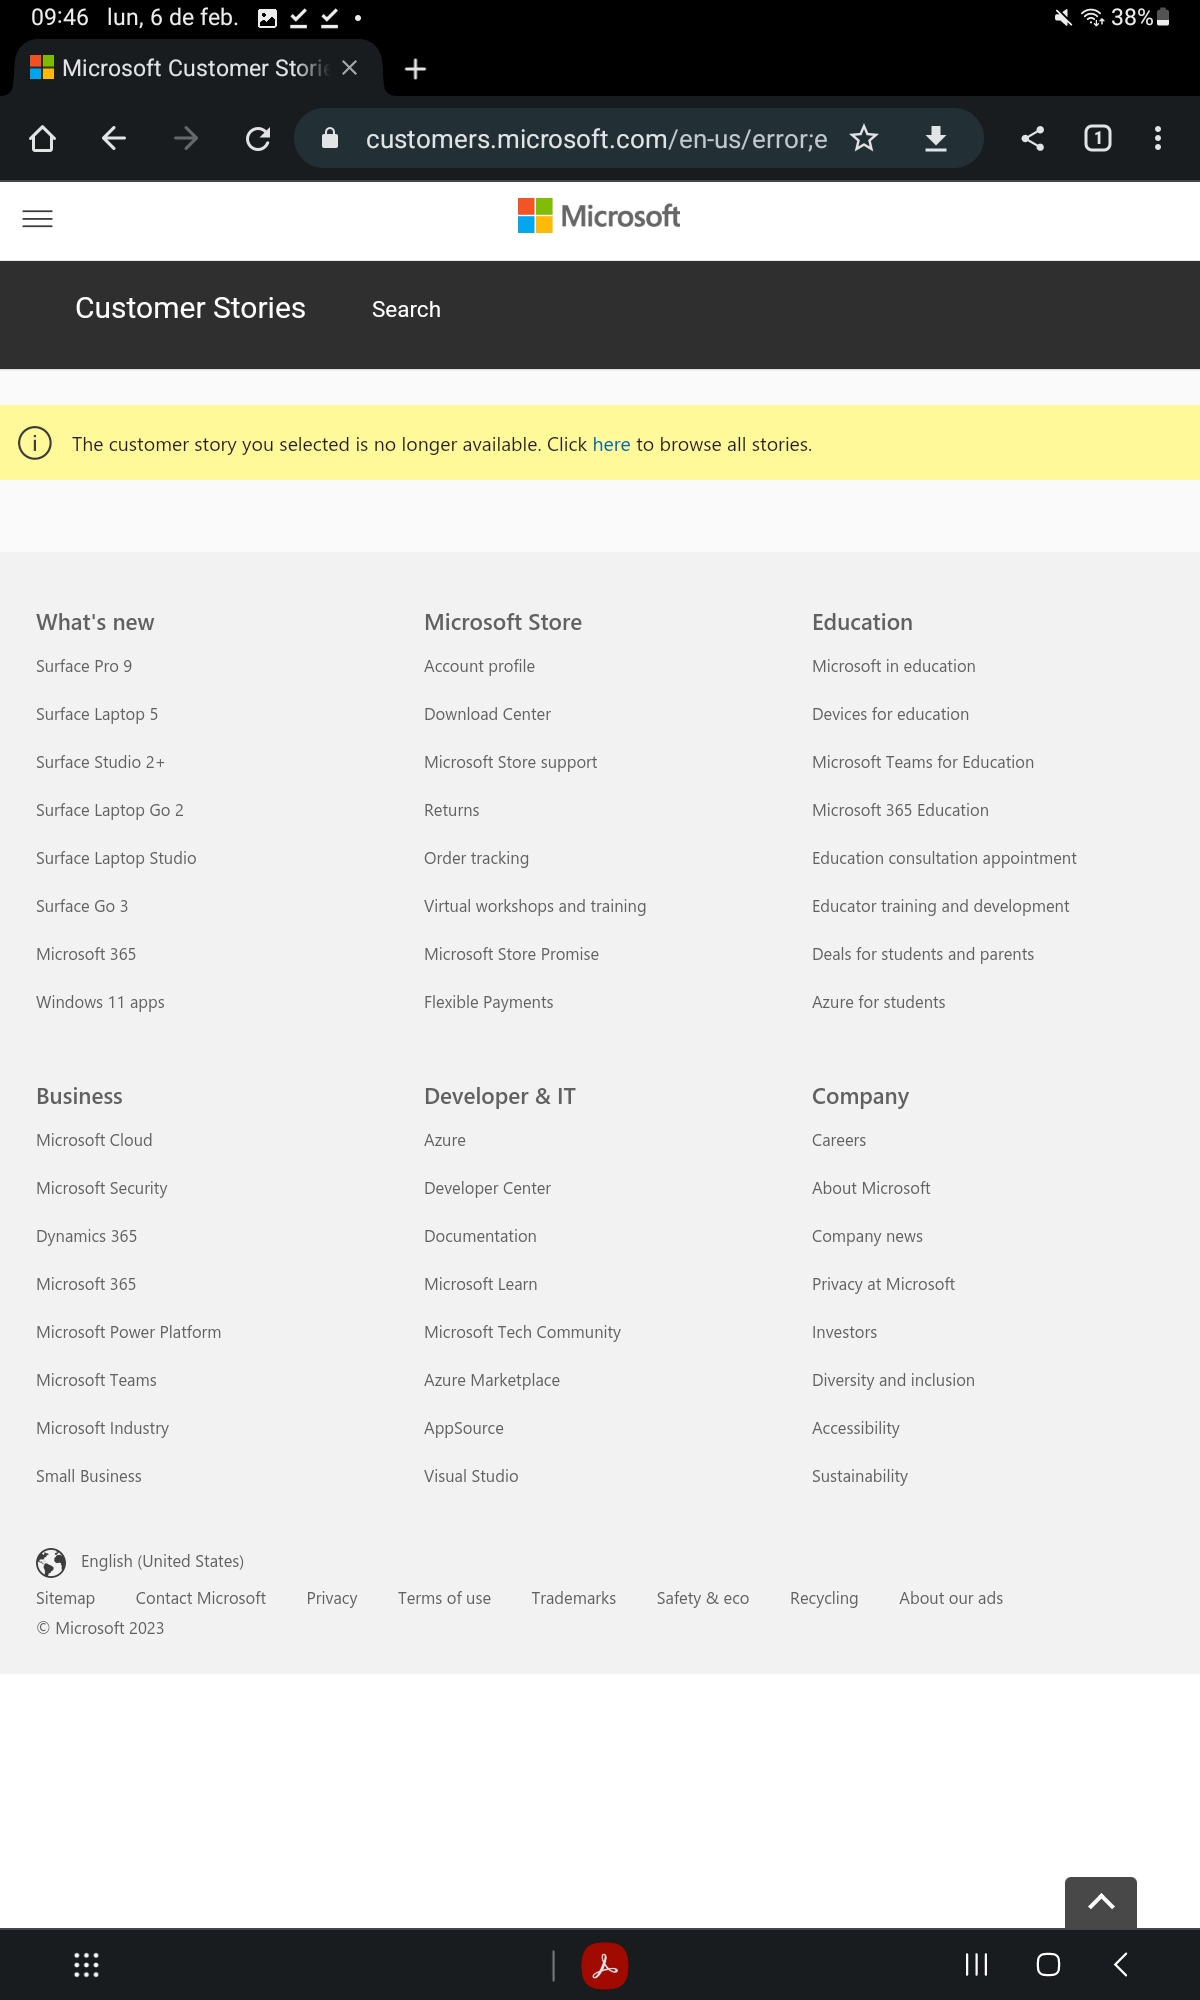 09:46 lun, 6 de feb.
38%
Microsoft Customer Storie
customers.microsoft.com/en-us/error;e
1
Microsoft
Customer Stories
Search
The customer story you selected is no longer available. Click here to browse all stories.
What's new
Surface Pro 9
Surface Laptop 5
Surface Studio 2+
Surface Laptop Go 2
Surface Laptop Studio
Surface Go 3
Microsoft 365
Windows 11 apps
Microsoft Store
Account profile
Download Center
Microsoft Store support
Returns
Order tracking
Virtual workshops and training
Microsoft Store Promise
Flexible Payments
Education
Microsoft in education
Devices for education
Microsoft Teams for Education
Microsoft 365 Education
Education consultation appointment
Educator training and development
Deals for students and parents
Azure for students
Business
Microsoft Cloud
Microsoft Security
Dynamics 365
Microsoft 365
Microsoft Power Platform
Microsoft Teams
Microsoft Industry
Small Business
Developer & IT
Azure
Developer Center
Documentation
Microsoft Learn
Microsoft Tech Community
Azure Marketplace
AppSource
Visual Studio
Company
Careers
About Microsoft
Company news
Privacy at Microsoft
Investors
Diversity and inclusion
Accessibility
Sustainability
English (United States)
Sitemap Contact Microsoft Privacy Terms of use Trademarks Safety & eco Recycling About our ads
© Microsoft 2023